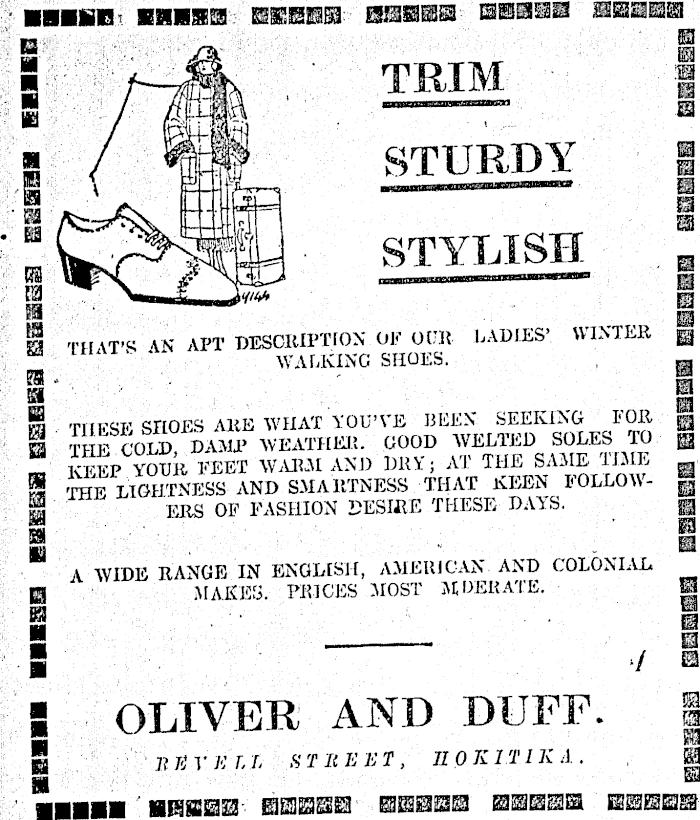 TRIM
STURDY
STYLISH
4144
THAT'S AN APT DESCRIPTION OF OUR LADIES' WINTER
WALKING SHOES.
THESE SHOES ARE WHAT YOU'VE BEEN SEEKING FOR
THE COLD, DAMP WEATHER. GOOD WELTED SOLES TO
KEEP YOUR FEET WARM AND DRY; AT THE SAME TIME
THE LIGHTNESS AND SMARTNESS THAT KEEN FOLLOW-
ERS OF FASHION DESIRE THESE DAYS.
A WIDE RANGE IN ENGLISH, AMERICAN AND COLONIAL
MAKES. PRICES MOST MDERATE.
OLIVER AND DUFF.
REVELL STREET, HOKITIKA.